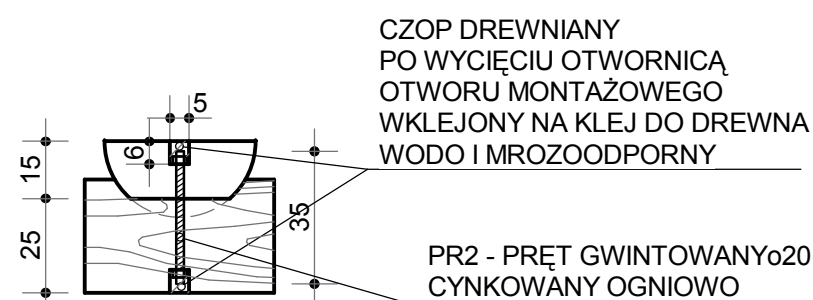 CZOP DREWNIANY
PO WYCIĘCIU OTWORNICĄ
OTWORU MONTAŻOWEGO
WKLEJONY NA KLEJ DO DREWNA
WODO I MROZOODPORNY
5
6
15
25
35
PR2 - PRĘT GWINTOWANYo20
CYNKOWANY OGNIOWO